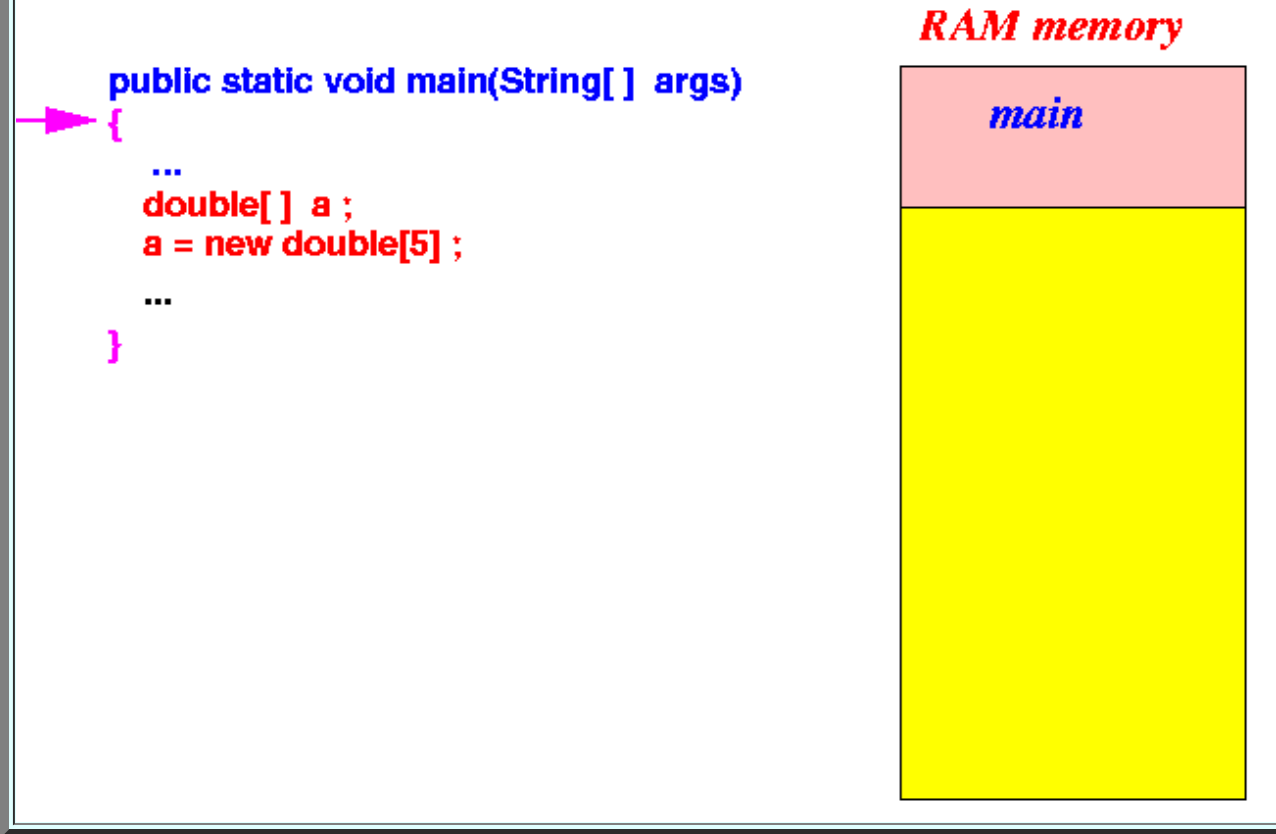 RAM memory
public static void main(String[ ] args)
main
{
...
double[ ] a ;
a = new double[5] ;
...
}